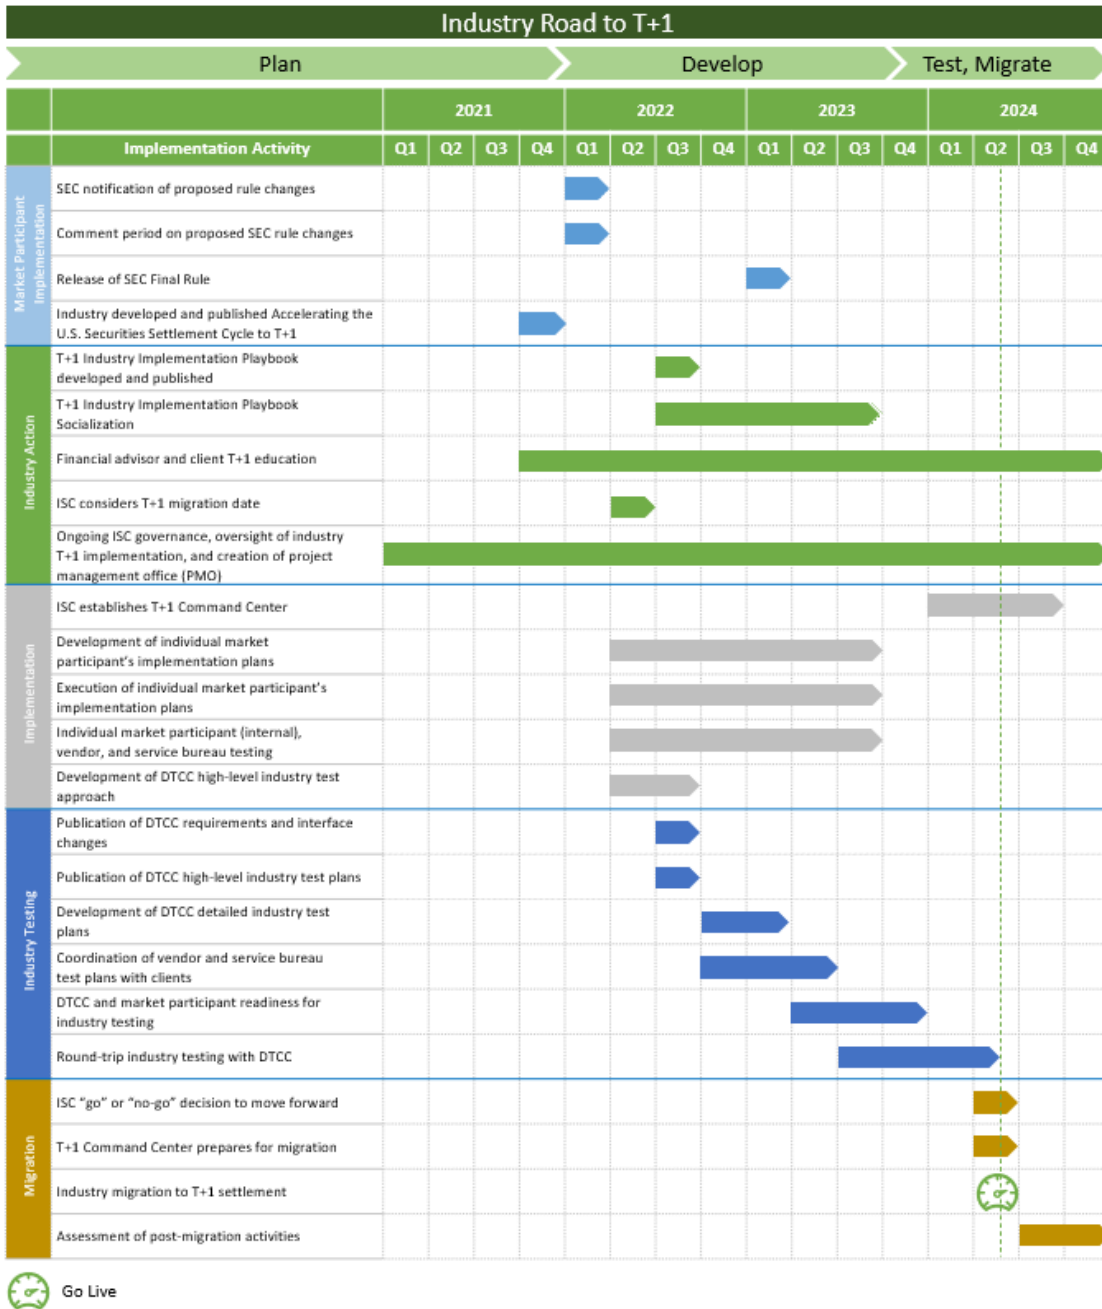 Industry Road to T+1
Plan
Develop
Test, Migrate
2021
2022
2023
2024
Implementation Activity
Q1
Q2
Q3
Q4
Q1
Q2
Q3
Q4
Q1
Q2
Q3
Q4
Q1
Q2
Q3
Q4
Market Participant
Implementation
SEC notification of proposed rule changes
Comment period on proposed SEC rule changes
Release of SEC Final Rule
Industry developed and published Accelerating the
U.S. Securities Settlement Cycle to T+1
Industry Action
T+1 Industry Implementation Playbook
developed and published
T+1 Industry Implementation Playbook
Socialization
Financial advisor and client T+1 education
ISC considers T+1 migration date
Ongoing ISC governance, oversight of industry
T+1 implementation, and creation of project
management office (PMO)
Implementation
ISC establishes T+1 Command Center
Development of individual market
participant's implementation plans
Execution of individual market participant's
implementation plans
Individual market participant (internal),
vendor, and service bureau testing
Development of DTCC high-level industry test
approach
Industry Testing
Publication of DTCC requirements and interface
changes
Publication of DTCC high-level industry test plans
Development of DTCC detailed industry test
plans
Coordination of vendor and service bureau
test plans with clients
DTCC and market participant readiness for
industry testing
Round-trip industry testing with DTCC
Migration
ISC “go” or “no-go” decision to move forward
T+1 Command Center prepares for migration
Industry migration to T+1 settlement
Assessment of post-migration activities
Go Live